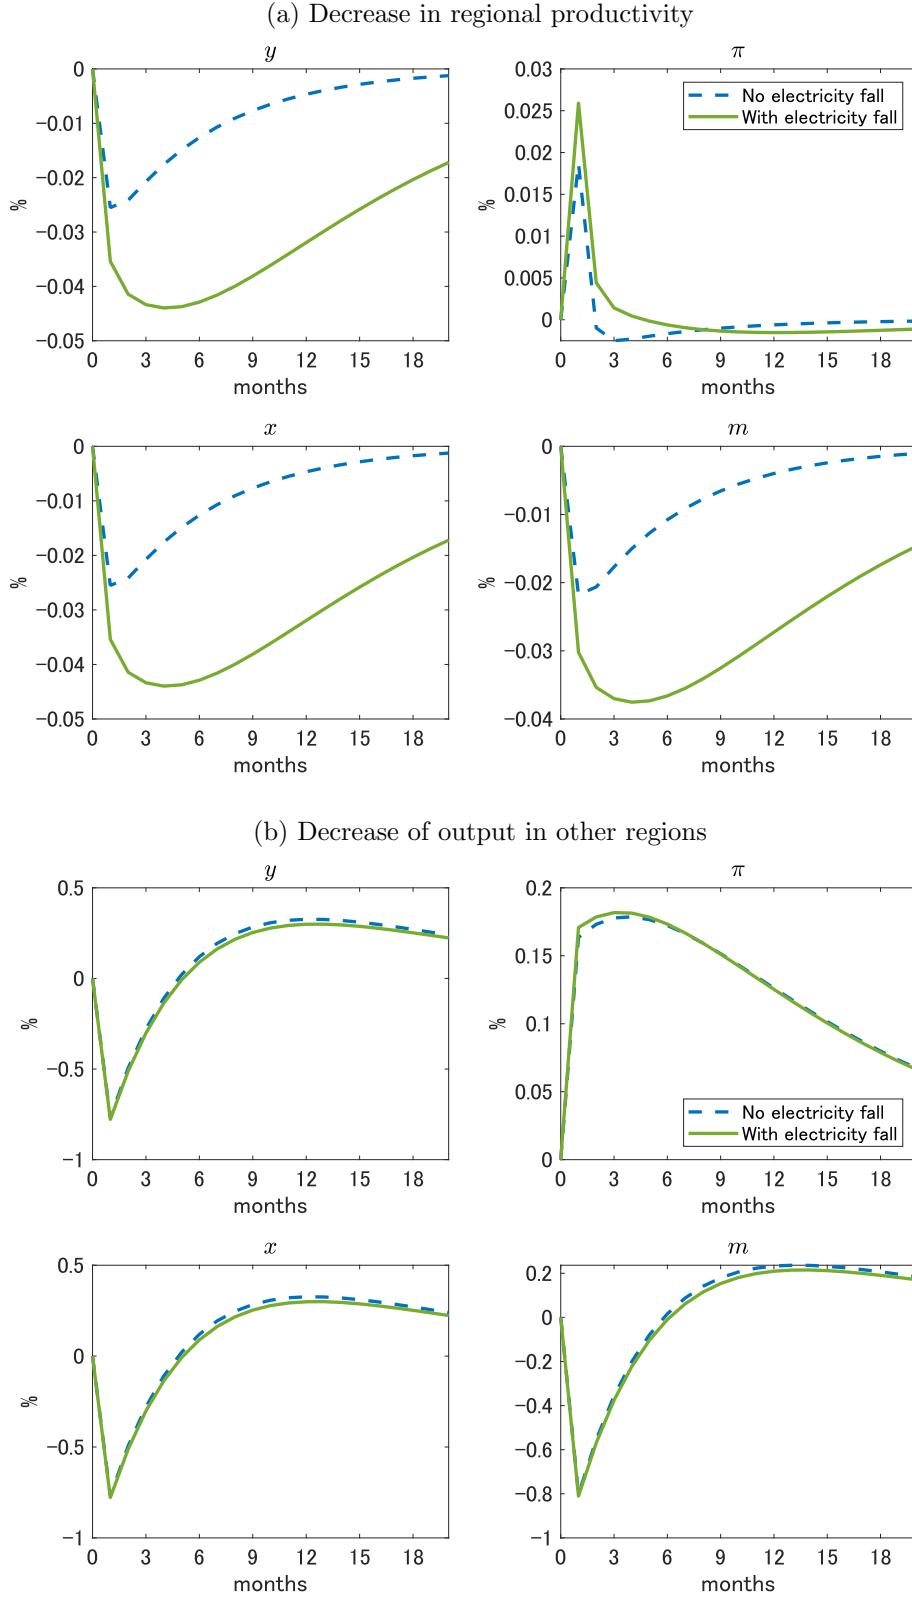 (a) Decrease in regional productivity
y
π
0
−0.01
−0.02
−0.03
−0.04
−0.05
%
0 3 6 9 12 15 18
months
0.03
0.025
0.02
0.015
0.01
0.005
0
%
No electricity fall
With electricity fall
0 3 6 9 12 15 18
months
x
m
0
−0.01
−0.02
−0.03
−0.04
−0.05
%
0 3 6 9 12 15 18
months
0
−0.01
−0.02
−0.03
−0.04
%
0 3 6 9 12 15 18
months
(b) Decrease of output in other regions
y
π
0.5
0
−0.5
−1
%
0 3 6 9 12 15 18
months
0.2
0.15
0.1
0.05
0
%
No electricity fall
With electricity fall
0 3 6 9 12 15 18
months
x
m
0.5
0
−0.5
−1
%
0 3 6 9 12 15 18
months
0.2
0
−0.2
−0.4
−0.6
−0.8
−1
%
0 3 6 9 12 15 18
months